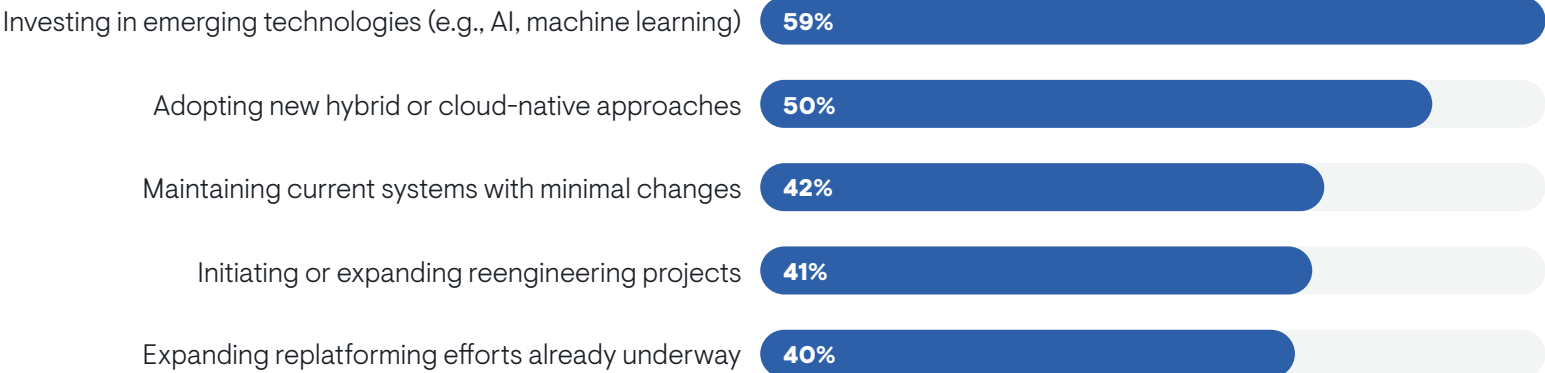 Investing in emerging technologies (e.g., AI, machine learning) 59%
Adopting new hybrid or cloud-native approaches 50%
Maintaining current systems with minimal changes 42%
Initiating or expanding reengineering projects 41%
Expanding replatforming efforts already underway 40%